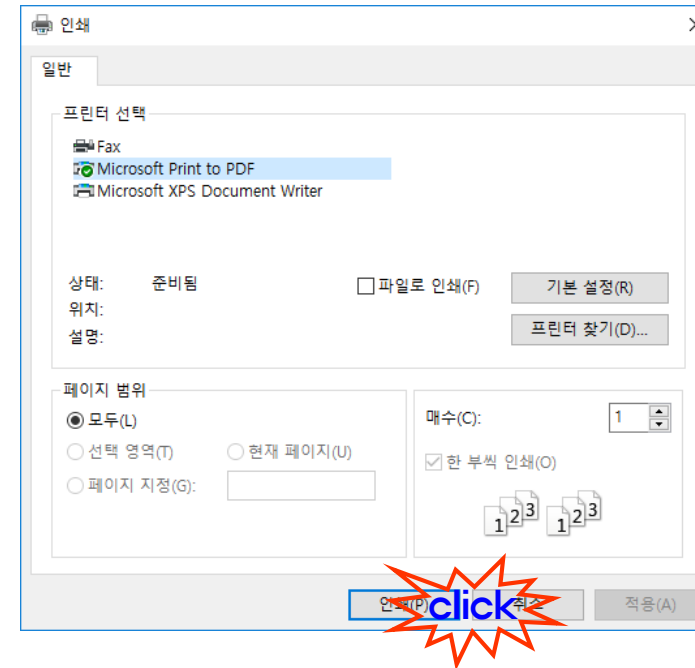 인쇄
일반
프린터 선택
Fax
Microsoft Print to PDF
Microsoft XPS Document Writer
상태: 준비됨 파일로 인쇄(F) 기본 설정(R)
위치:
설명: 프린터 찾기(D)...
페이지 범위
모두(L)
선택 영역(T) 현재 페이지(U)
페이지 지정(G):
매수(C): 1
한 부씩 인쇄(O)
1 2 3 1 2 3
인쇄(P) click 취소 적용(A)